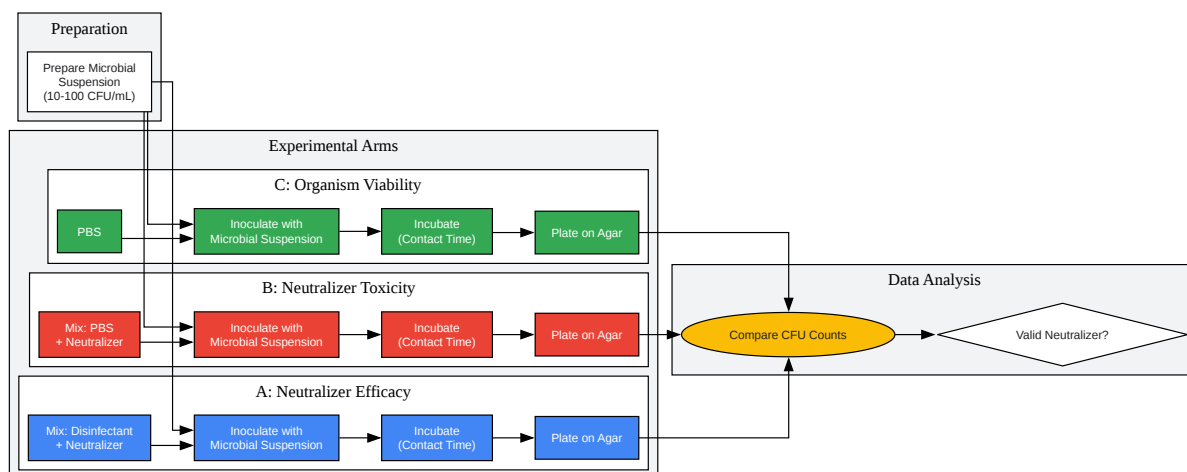 Preparation
Prepare Microbial
Suspension
(10-100 CFU/mL)
Experimental Arms
C: Organism Viability
PBS
Inoculate with
Microbial Suspension
Incubate
(Contact Time)
Plate on Agar
B: Neutralizer Toxicity
Mix: PBS
+ Neutralizer
Inoculate with
Microbial Suspension
Incubate
(Contact Time)
Plate on Agar
A: Neutralizer Efficacy
Mix: Disinfectant
+ Neutralizer
Inoculate with
Microbial Suspension
Incubate
(Contact Time)
Plate on Agar
Data Analysis
Compare CFU Counts
Valid Neutralizer?